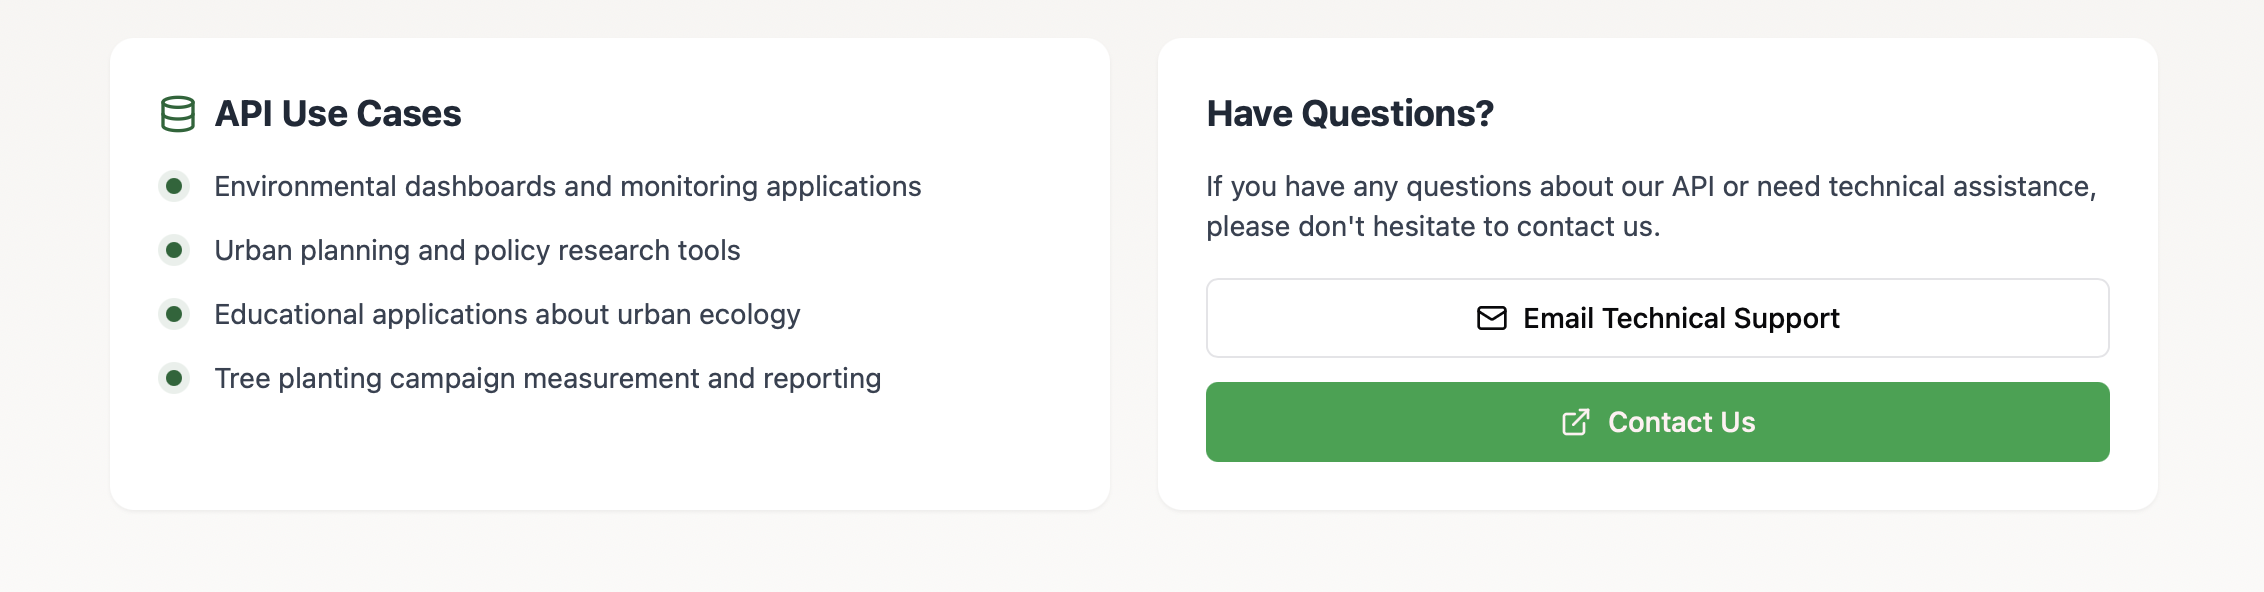 API Use Cases
Environmental dashboards and monitoring applications
Urban planning and policy research tools
Educational applications about urban ecology
Tree planting campaign measurement and reporting
Have Questions?
If you have any questions about our API or need technical assistance,
please don't hesitate to contact us.
Email Technical Support
Contact Us